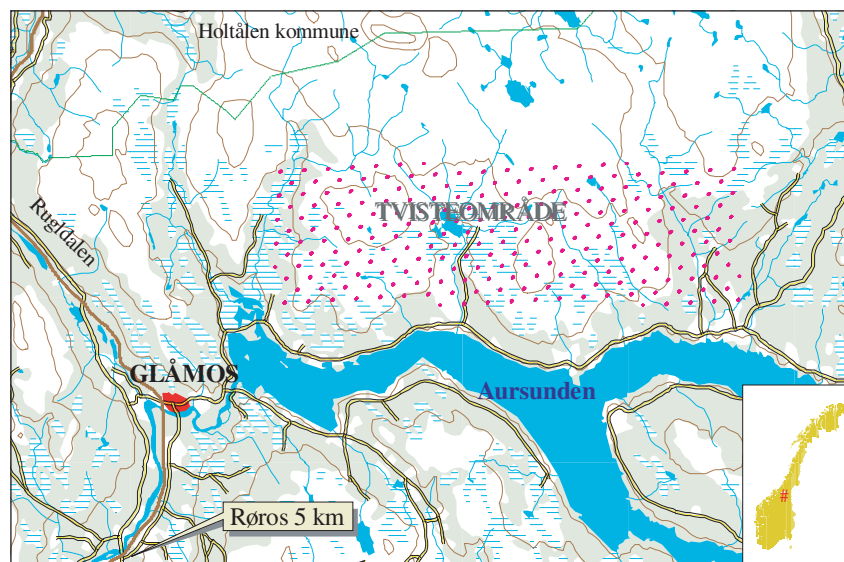 Holtålen kommune
Rugldalen
TVISTEOMRÅDE
GLÅMOS
Aursunden
Røros 5 km
#